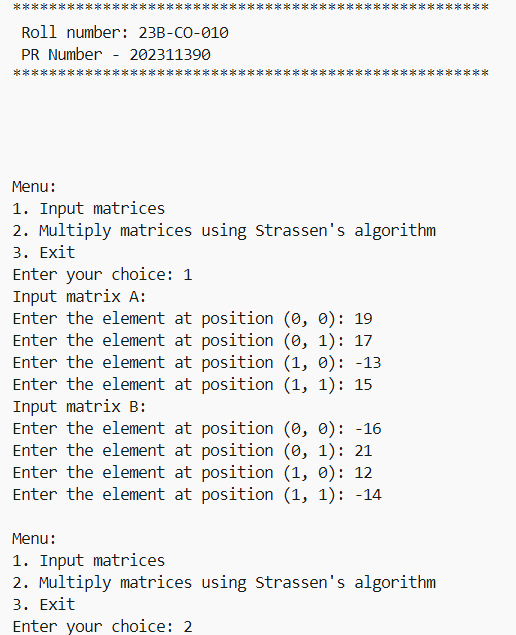 *****************************************************
Roll number: 23B-CO-010
PR Number - 202311390
*****************************************************
Menu:
1. Input matrices
2. Multiply matrices using Strassen's algorithm
3. Exit
Enter your choice: 1
Input matrix A:
Enter the element at position (0, 0): 19
Enter the element at position (0, 1): 17
Enter the element at position (1, 0): -13
Enter the element at position (1, 1): 15
Input matrix B:
Enter the element at position (0, 0): -16
Enter the element at position (0, 1): 21
Enter the element at position (1, 0): 12
Enter the element at position (1, 1): -14
Menu:
1. Input matrices
2. Multiply matrices using Strassen's algorithm
3. Exit
Enter your choice: 2